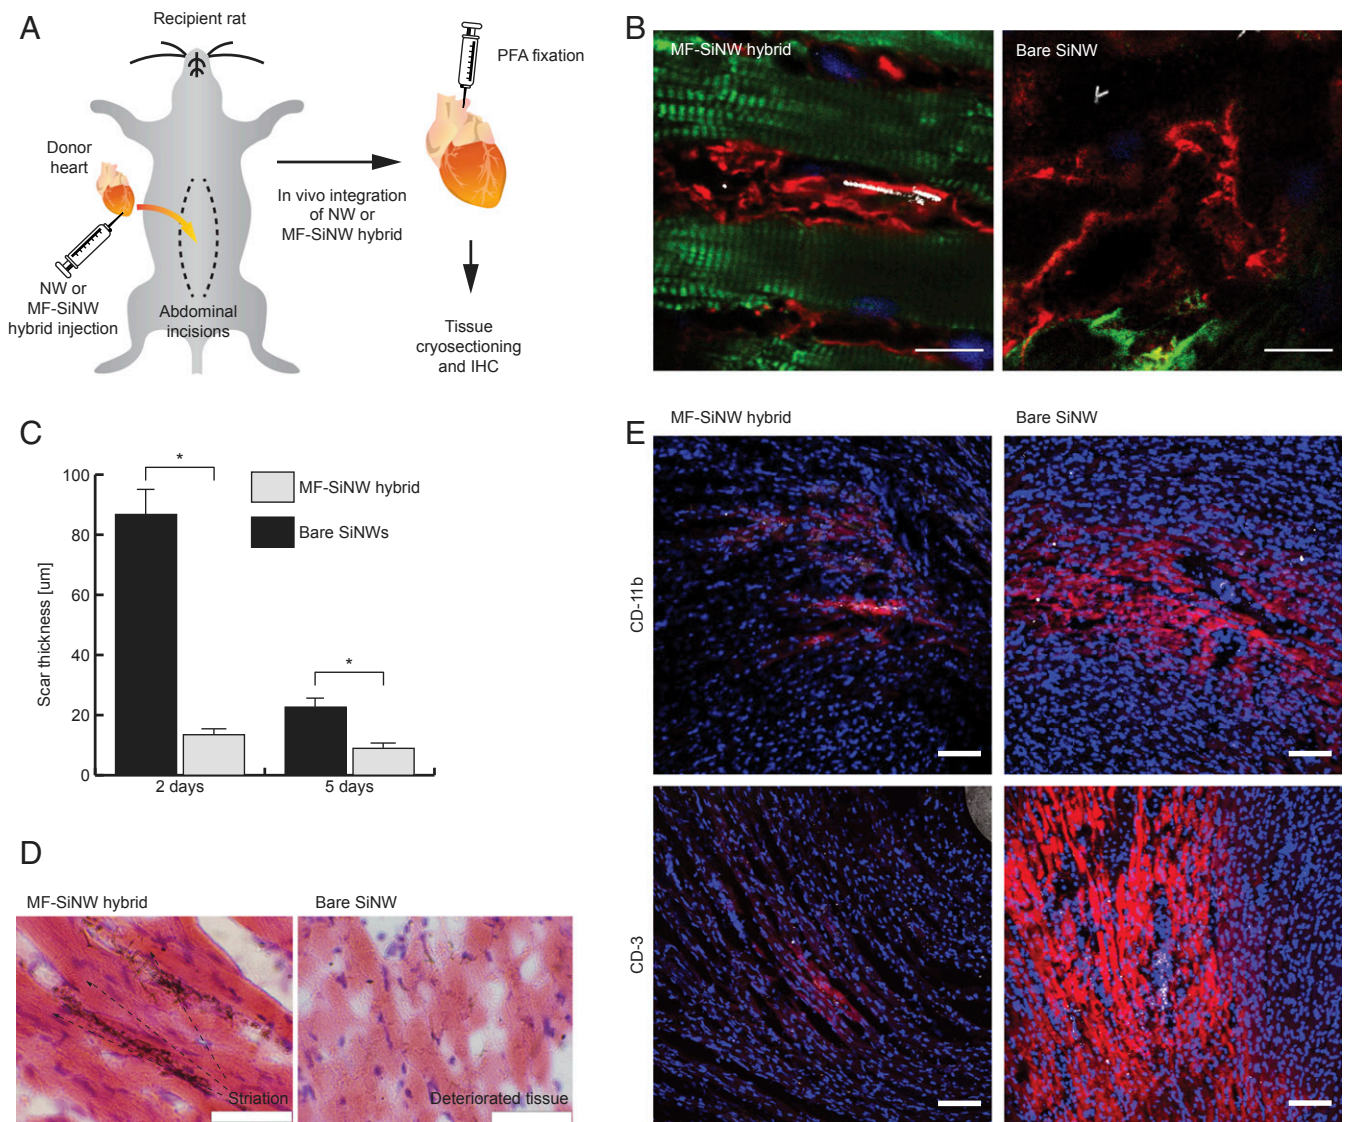 A
Recipient rat
Donor
heart
NW or
MF-SiNW
hybrid injection
Abdominal
incisions
In vivo integration
of NW or
MF-SiNW hybrid
PFA fixation
Tissue
cryosectioning
and IHC
B
MF-SiNW hybrid
Bare SiNW
C
Scar thickness [um]
100
80
60
40
20
0
*
*
MF-SiNW hybrid
Bare SiNWs
2 days
5 days
D
MF-SiNW hybrid
Bare SiNW
Striation
Deteriorated tissue
E
MF-SiNW hybrid
Bare SiNW
CD-11b
CD-3